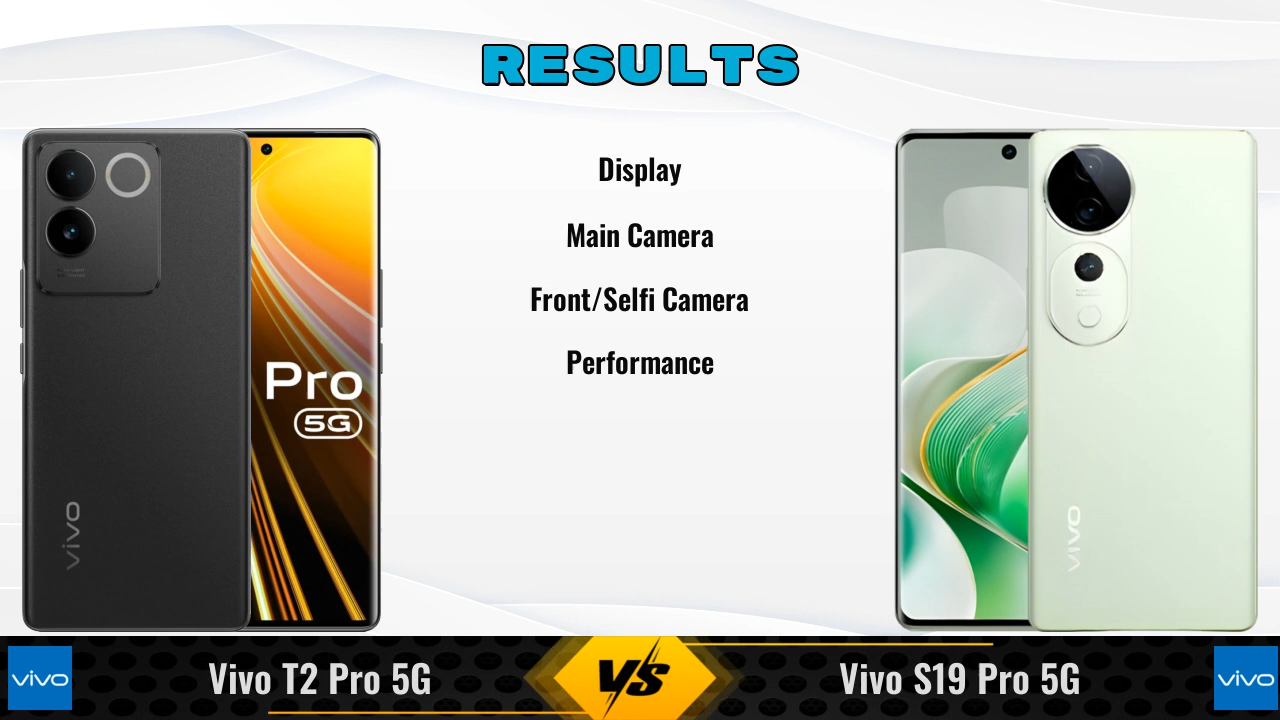 RESULTS
Display
Main Camera
Front/Selfi Camera
Performance
Pro
5G
vivo
vivo
vivo
Vivo T2 Pro 5G
VS
Vivo S19 Pro 5G
vivo